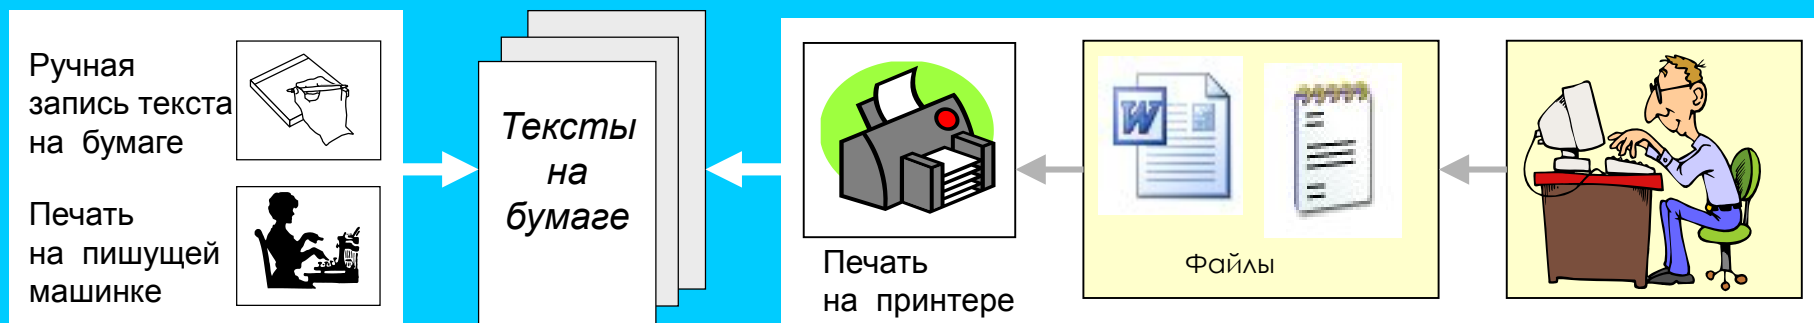 Ручная
запись текста
на бумаге
Печать
на пишущей
машинке
Тексты
на
бумаге
W
Печать
на принтере
Файлы